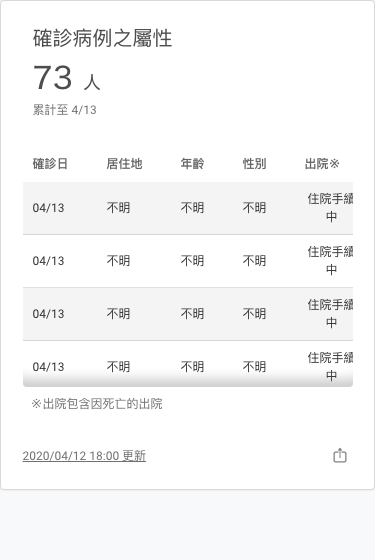 確診病例之屬性
73 人
累計至 4/13
確診日 居住地 年齡 性別 出院※
04/13 不明 不明 不明 住院手續
中
04/13 不明 不明 不明 住院手續
中
04/13 不明 不明 不明 住院手續
中
04/13 不明 不明 不明 住院手續
中
※出院包含因死亡的出院
2020/04/12 18:00 更新